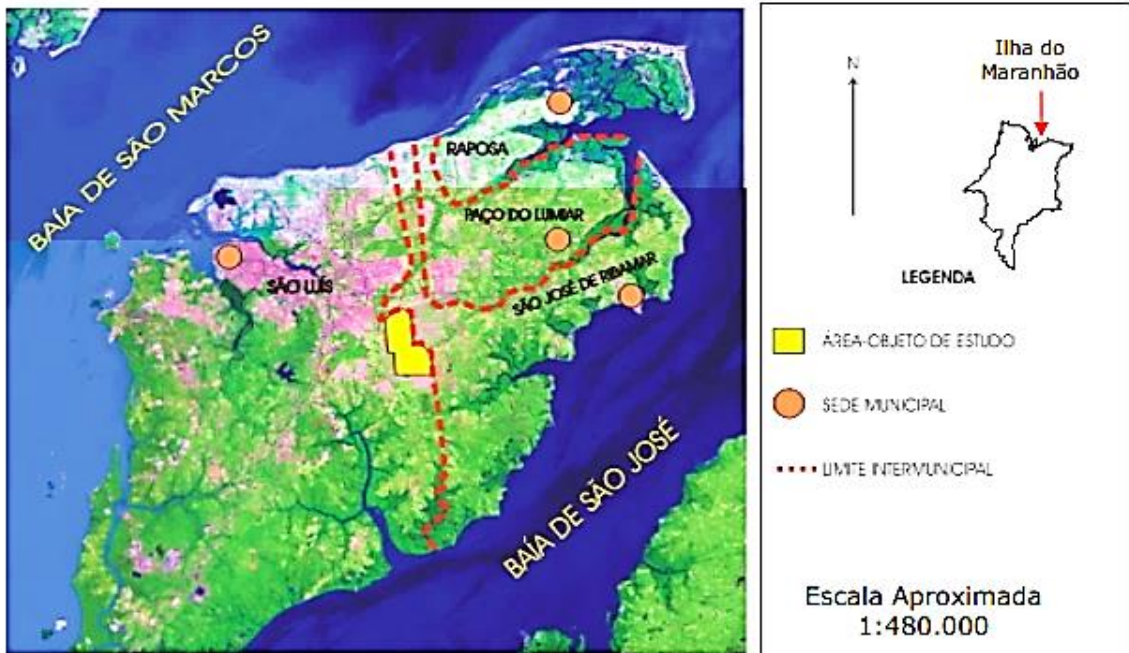 BAÍA DE SÃO MARCOS
RAPOSA
PAÇO DO LUMIAR
SÃO JOSÉ DE RIBAMAR
SÃO LUÍS
BAÍA DE SÃO JOSÉ
N
Ilha do
Maranhão
LEGENDA
ÁREA-OBJETO DE ESTUDO
SEDE MUNICIPAL
LIMITE INTERMUNICIPAL
Escala Aproximada
1:480.000